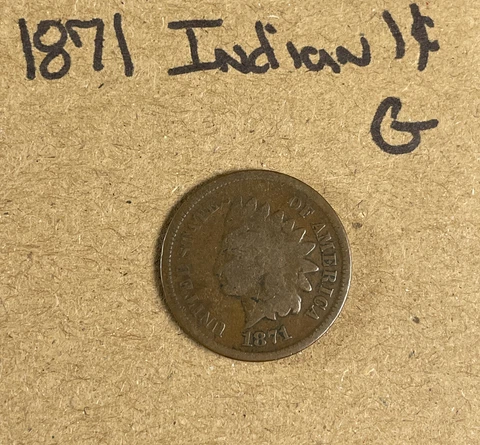 1871 Indian 1¢
G
UNITED STATES OF AMERICA
1871